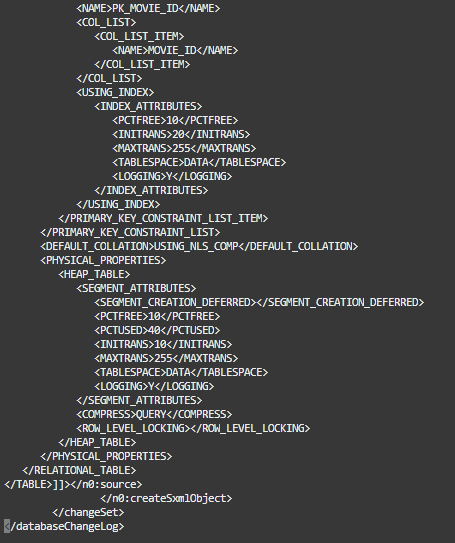 <NAME>PK_MOVIE_ID</NAME>
<COL_LIST>
<COL_LIST_ITEM>
<NAME>MOVIE_ID</NAME>
</COL_LIST_ITEM>
</COL_LIST>
<USING_INDEX>
<INDEX_ATTRIBUTES>
<PCTFREE>10</PCTFREE>
<INITRANS>20</INITRANS>
<MAXTRANS>255</MAXTRANS>
<TABLESPACE>DATA</TABLESPACE>
<LOGGING>Y</LOGGING>
</INDEX_ATTRIBUTES>
</USING_INDEX>
</PRIMARY_KEY_CONSTRAINT_LIST_ITEM>
</PRIMARY_KEY_CONSTRAINT_LIST>
<DEFAULT_COLLATION>USING_NLS_COMP</DEFAULT_COLLATION>
<PHYSICAL_PROPERTIES>
<HEAP_TABLE>
<SEGMENT_ATTRIBUTES>
<SEGMENT_CREATION_DEFERRED></SEGMENT_CREATION_DEFERRED>
<PCTFREE>10</PCTFREE>
<PCTUSED>40</PCTUSED>
<INITRANS>10</INITRANS>
<MAXTRANS>255</MAXTRANS>
<TABLESPACE>DATA</TABLESPACE>
<LOGGING>Y</LOGGING>
</SEGMENT_ATTRIBUTES>
<COMPRESS>QUERY</COMPRESS>
<ROW_LEVEL_LOCKING></ROW_LEVEL_LOCKING>
</HEAP_TABLE>
</PHYSICAL_PROPERTIES>
</RELATIONAL_TABLE>
</TABLE>]]></n0:source>
</n0:createSxmlObject>
</changeSet>
</databaseChangeLog>